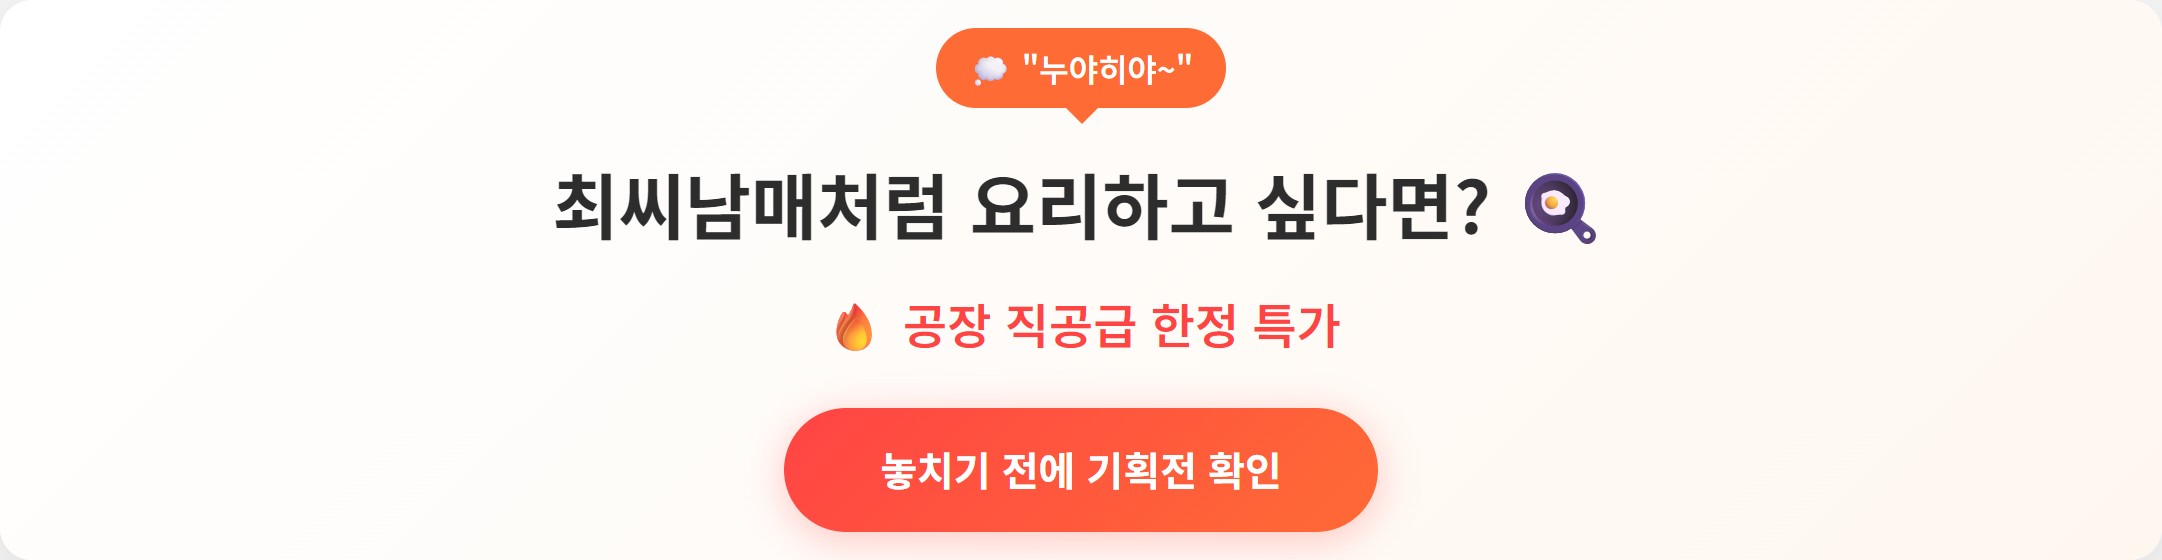 "누야히야~"
최씨남매처럼 요리하고 싶다면?
공장 직공급 한정 특가
놓치기 전에 기획전 확인